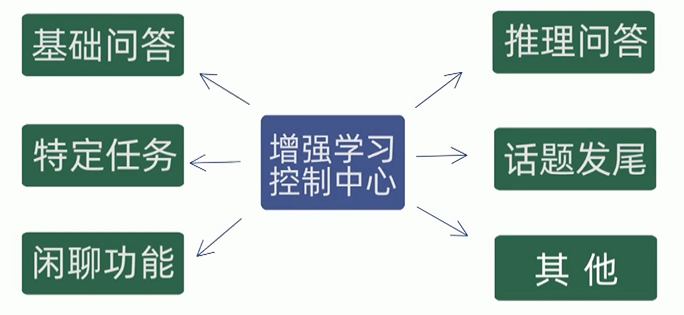 基础问答
推理问答
增强学习
控制中心
特定任务
话题发尾
闲聊功能
其他